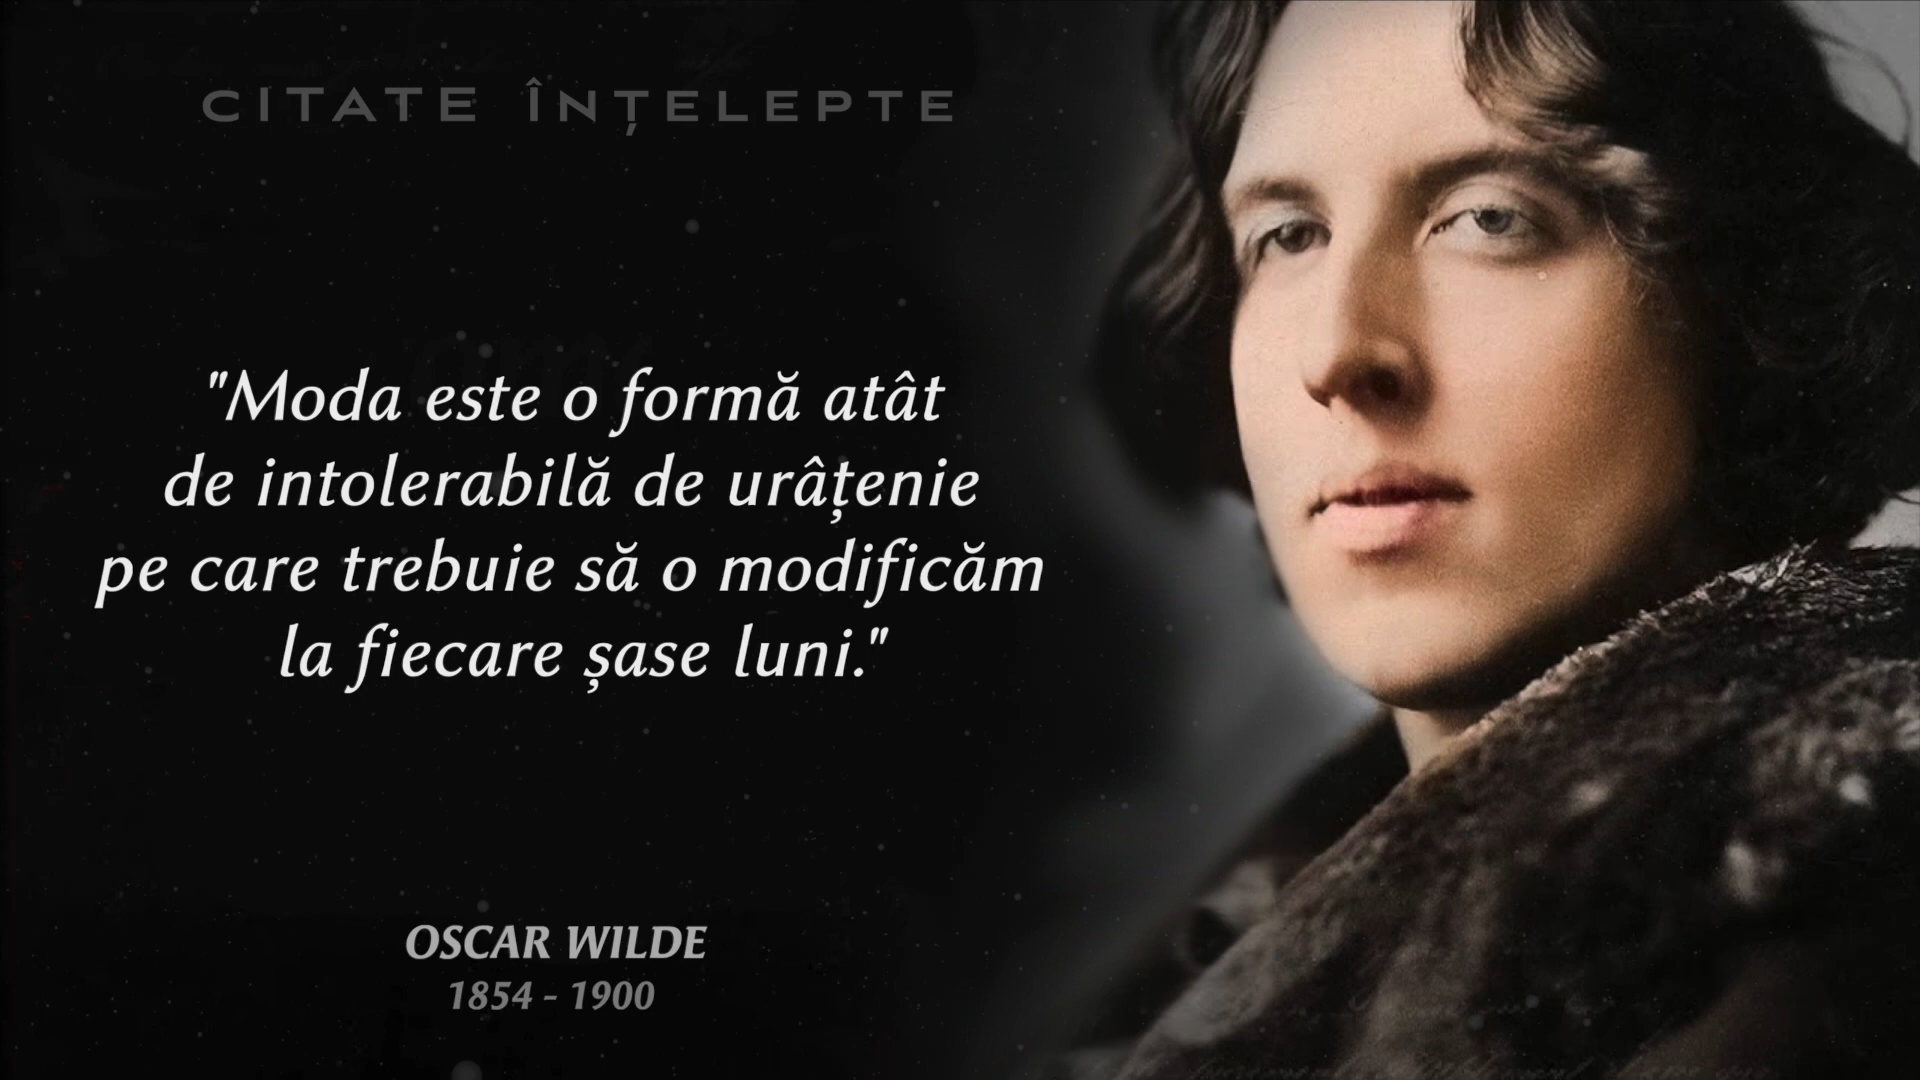 CITATE ÎNȚELEPTE
"Moda este o formă atât
de intolerabilă de urâțenie
pe care trebuie să o modificăm
la fiecare șase luni."
OSCAR WILDE
1854 - 1900